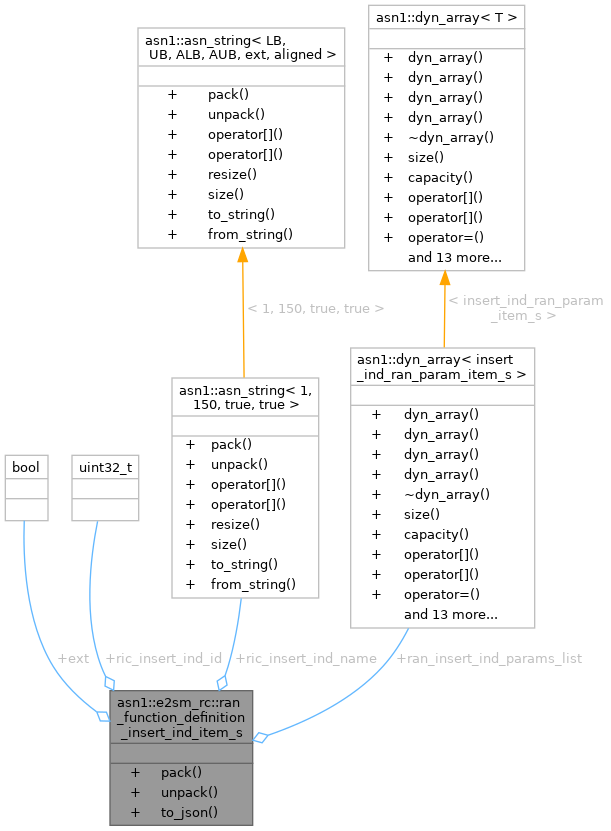 asn1::asn_string< LB,
UB, ALB, AUB, ext, aligned >
+ pack()
+ unpack()
+ operator[]()
+ operator[]()
+ resize()
+ size()
+ to_string()
+ from_string()
asn1::dyn_array< T >
+ dyn_array()
+ dyn_array()
+ dyn_array()
+ dyn_array()
+ ~dyn_array()
+ size()
+ capacity()
+ operator[]()
+ operator[]()
+ operator=()
and 13 more...
< 1, 150, true, true >
< insert_ind_ran_param
_item_s >
asn1::asn_string< 1,
150, true, true >
+ pack()
+ unpack()
+ operator[]()
+ operator[]()
+ resize()
+ size()
+ to_string()
+ from_string()
asn1::dyn_array< insert
_ind_ran_param_item_s >
+ dyn_array()
+ dyn_array()
+ dyn_array()
+ dyn_array()
+ ~dyn_array()
+ size()
+ capacity()
+ operator[]()
+ operator[]()
+ operator=()
and 13 more...
bool
uint32_t
+ext
+ric_insert_ind_id
+ric_insert_ind_name
+ran_insert_ind_params_list
asn1::e2sm_rc::ran
_function_definition
_insert_ind_item_s
+ pack()
+ unpack()
+ to_json()